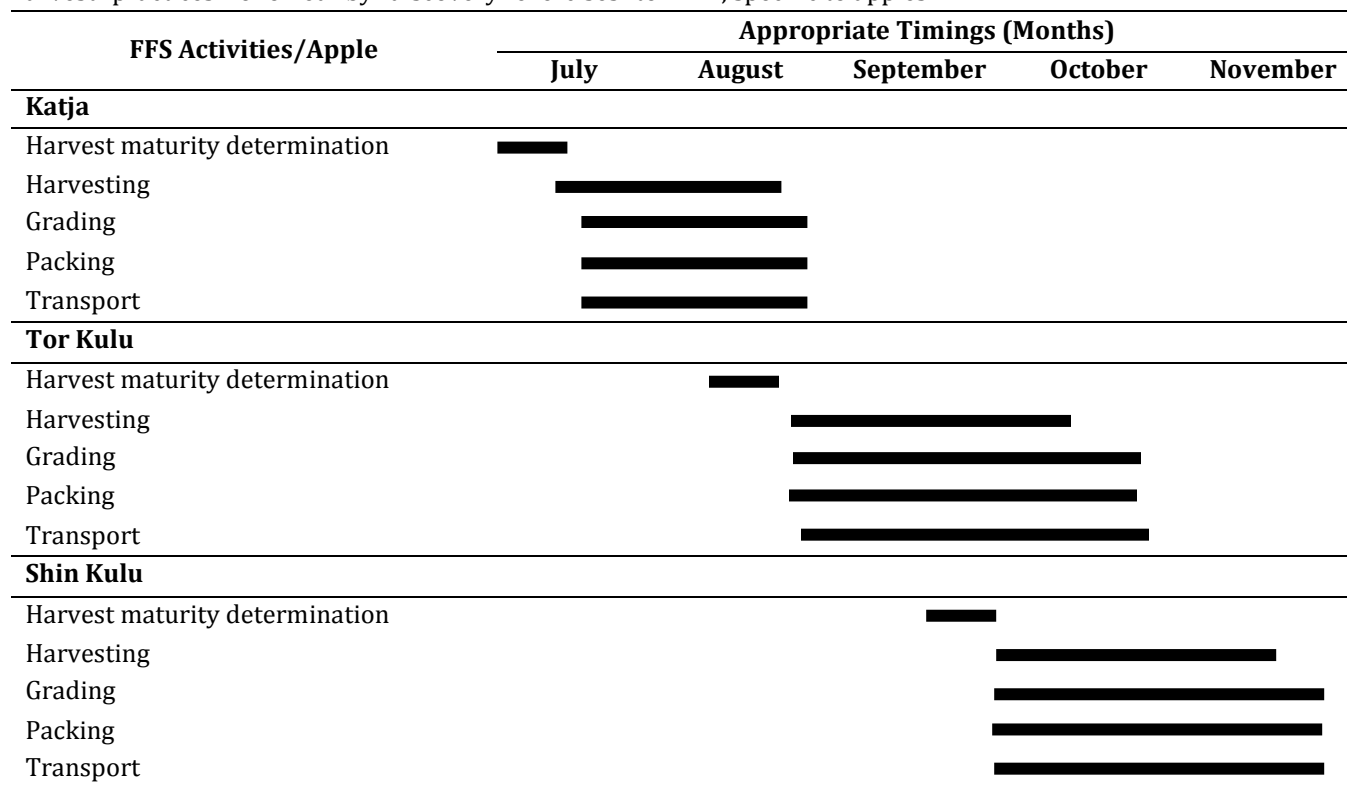 FFS Activities/Apple
Appropriate Timings (Months)
July August September October November
Katja
Harvest maturity determination
Harvesting
Grading
Packing
Transport
Tor Kulu
Harvest maturity determination
Harvesting
Grading
Packing
Transport
Shin Kulu
Harvest maturity determination
Harvesting
Grading
Packing
Transport